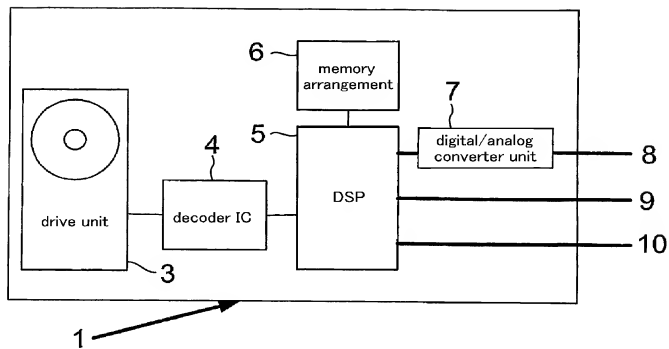 6
memory
arrangement
7
5
digital/analog
converter unit
8
4
DSP
9
drive unit
decoder IC
10
3
1